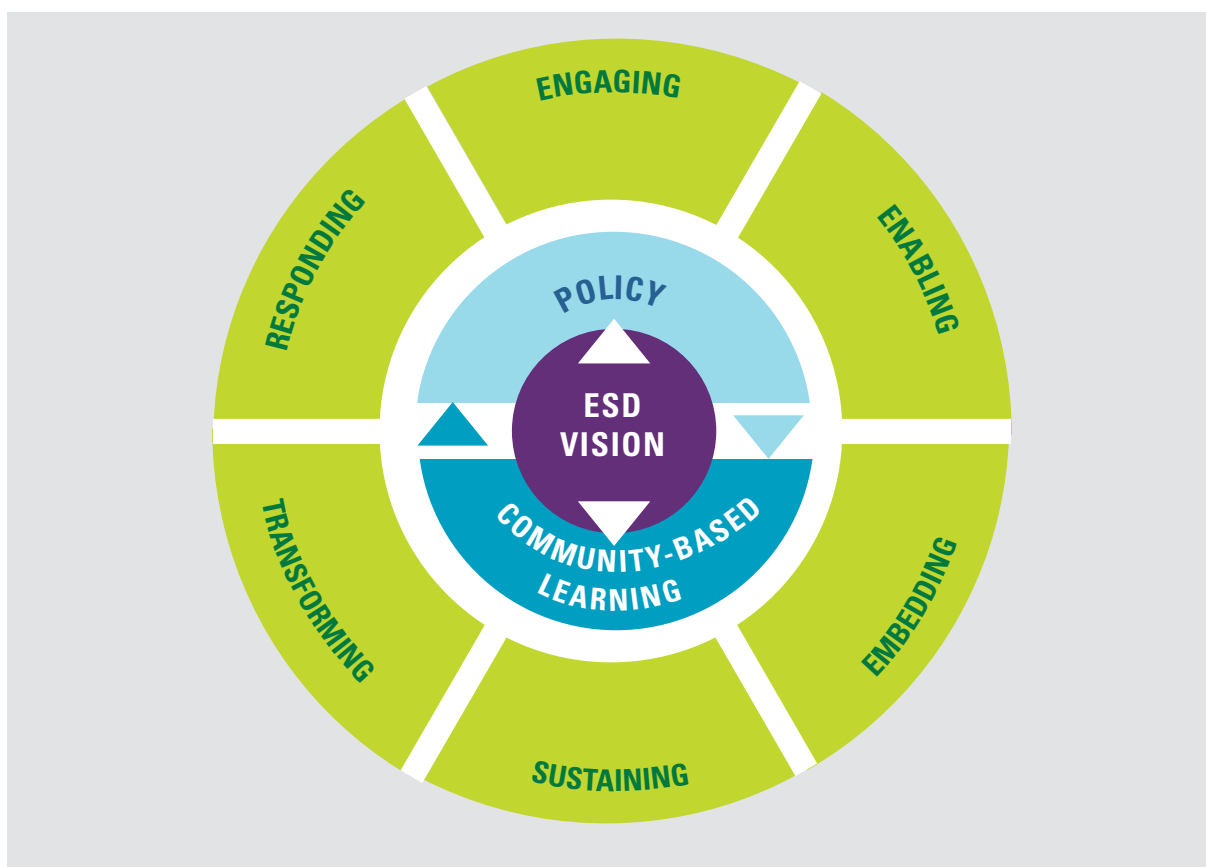 ENGAGING
ENABLING
EMBEDDING
SUSTAINING
TRANSFORMING
RESPONDING
POLICY
ESD
VISION
COMMUNITY-BASED
LEARNING